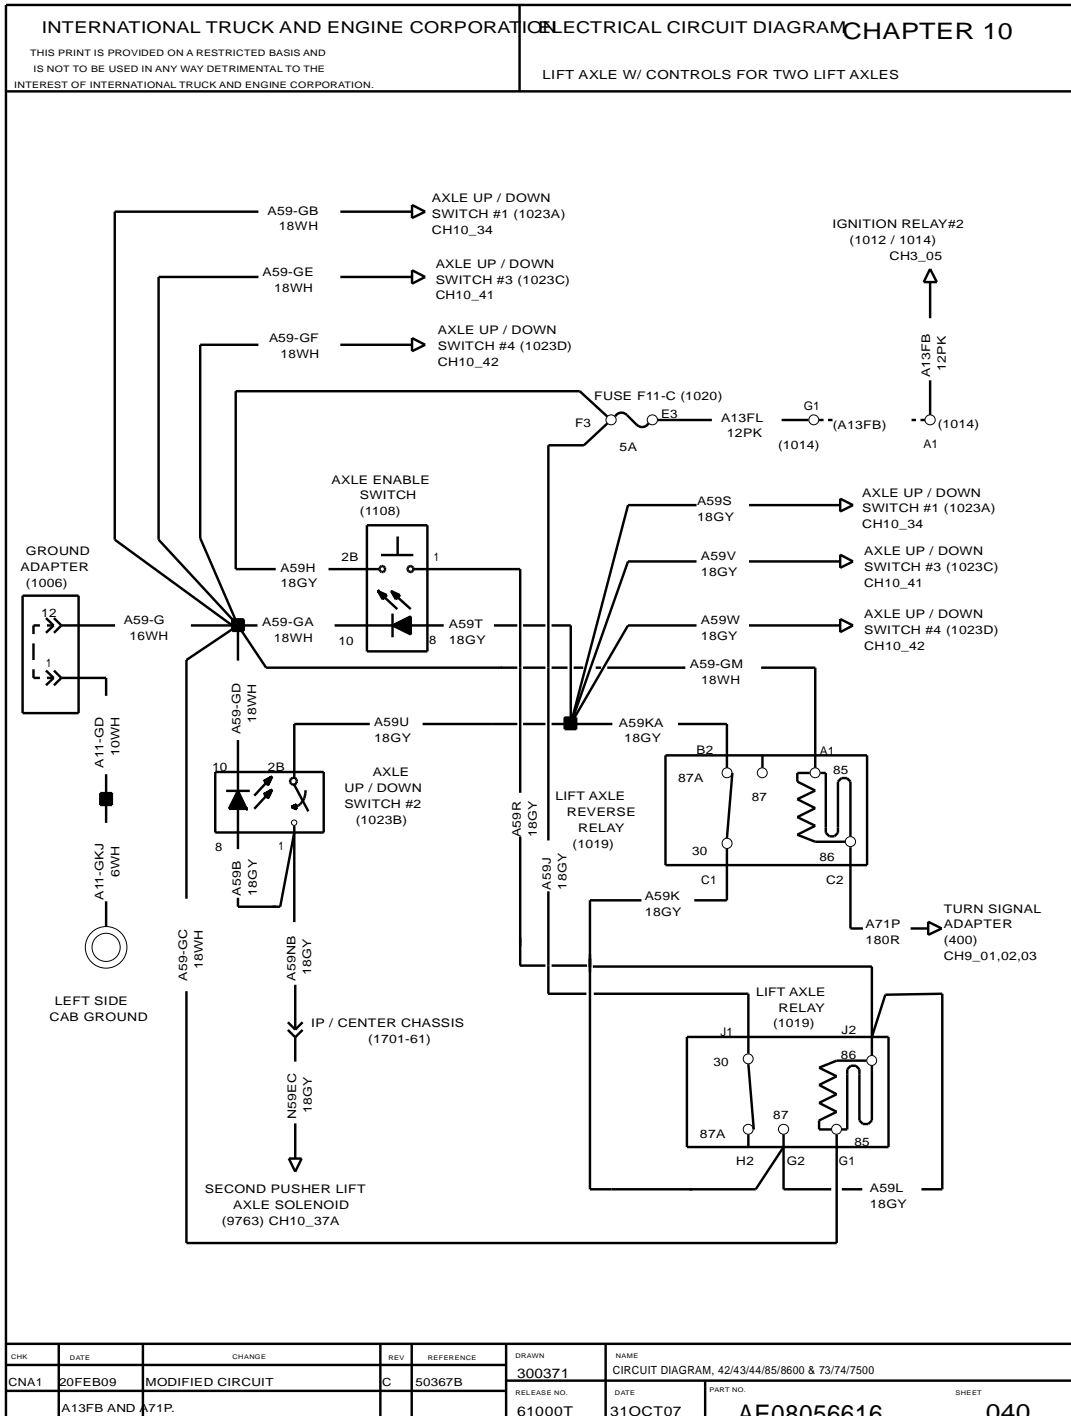 INTERNATIONAL TRUCK AND ENGINE CORPORATION
ELECTRICAL CIRCUIT DIAGRAM
CHAPTER 10
THIS PRINT IS PROVIDED ON A RESTRICTED BASIS AND
IS NOT TO BE USED IN ANY WAY DETRIMENTAL TO THE
INTEREST OF INTERNATIONAL TRUCK AND ENGINE CORPORATION.
LIFT AXLE W/ CONTROLS FOR TWO LIFT AXLES
A59-GB
18WH
AXLE UP / DOWN
SWITCH #1 (1023A)
CH10_34
A59-GE
18WH
AXLE UP / DOWN
SWITCH #3 (1023C)
CH10_41
A59-GF
18WH
AXLE UP / DOWN
SWITCH #4 (1023D)
CH10_42
IGNITION RELAY#2
(1012 / 1014)
CH3_05
A13FB
12PK
FUSE F11-C (1020)
F3
E3
5A
A13FL
12PK
G1
(1014)
(A13FB)
(1014)
A1
AXLE ENABLE
SWITCH
(1108)
2B
1
A59H
18GY
10
8
A59T
18GY
A59S
18GY
AXLE UP / DOWN
SWITCH #1 (1023A)
CH10_34
A59V
18GY
AXLE UP / DOWN
SWITCH #3 (1023C)
CH10_41
A59W
18GY
AXLE UP / DOWN
SWITCH #4 (1023D)
CH10_42
GROUND
ADAPTER
(1006)
12
1
A59-G
16WH
A59-GA
18WH
A59-GM
18WH
A11-GD
10WH
A11-GKJ
6WH
LEFT SIDE
CAB GROUND
A59-GD
18WH
A59U
18GY
A59KA
18GY
10
2B
8
1
AXLE
UP / DOWN
SWITCH #2
(1023B)
A59B
18GY
A59-GC
18WH
A59NB
18GY
IP / CENTER CHASSIS
(1701-61)
N59EC
18GY
SECOND PUSHER LIFT
AXLE SOLENOID
(9763) CH10_37A
A59R
18GY
A59J
18GY
LIFT AXLE
REVERSE
RELAY
(1019)
B2
A1
87A
87
85
30
86
C1
C2
A59K
18GY
A71P
180R
TURN SIGNAL
ADAPTER
(400)
CH9_01,02,03
LIFT AXLE
RELAY
(1019)
J1
J2
30
86
87
87A
85
H2
G2
G1
A59L
18GY
CHK
DATE
CHANGE
REV
REFERENCE
DRAWN
NAME
CNA1
20FEB09
MODIFIED CIRCUIT
C
50367B
300371
CIRCUIT DIAGRAM, 42/43/44/85/8600 & 73/74/7500
A13FB AND A71P.
RELEASE NO.
DATE
PART NO.
SHEET
61000T
31OCT07
AE08056616
040